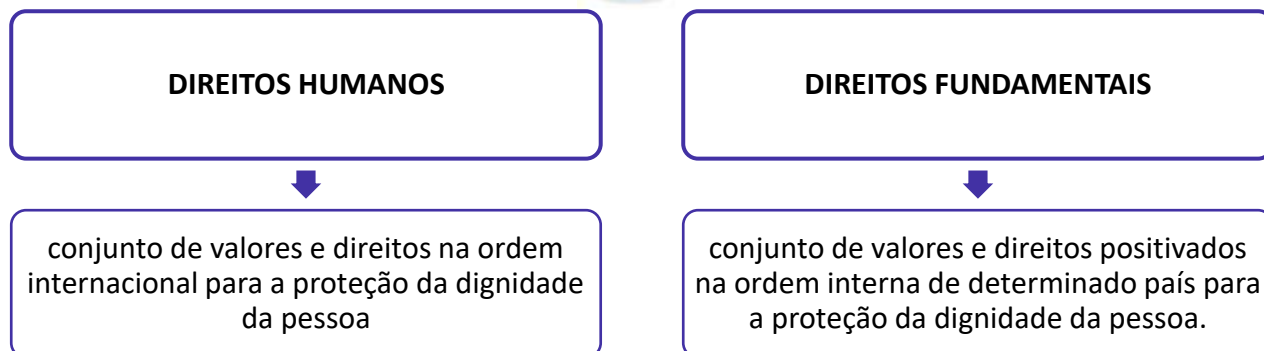 DIREITOS HUMANOS
conjunto de valores e direitos na ordem
internacional para a proteção da dignidade
da pessoa
DIREITOS FUNDAMENTAIS
conjunto de valores e direitos positivados
na ordem interna de determinado país para
a proteção da dignidade da pessoa.